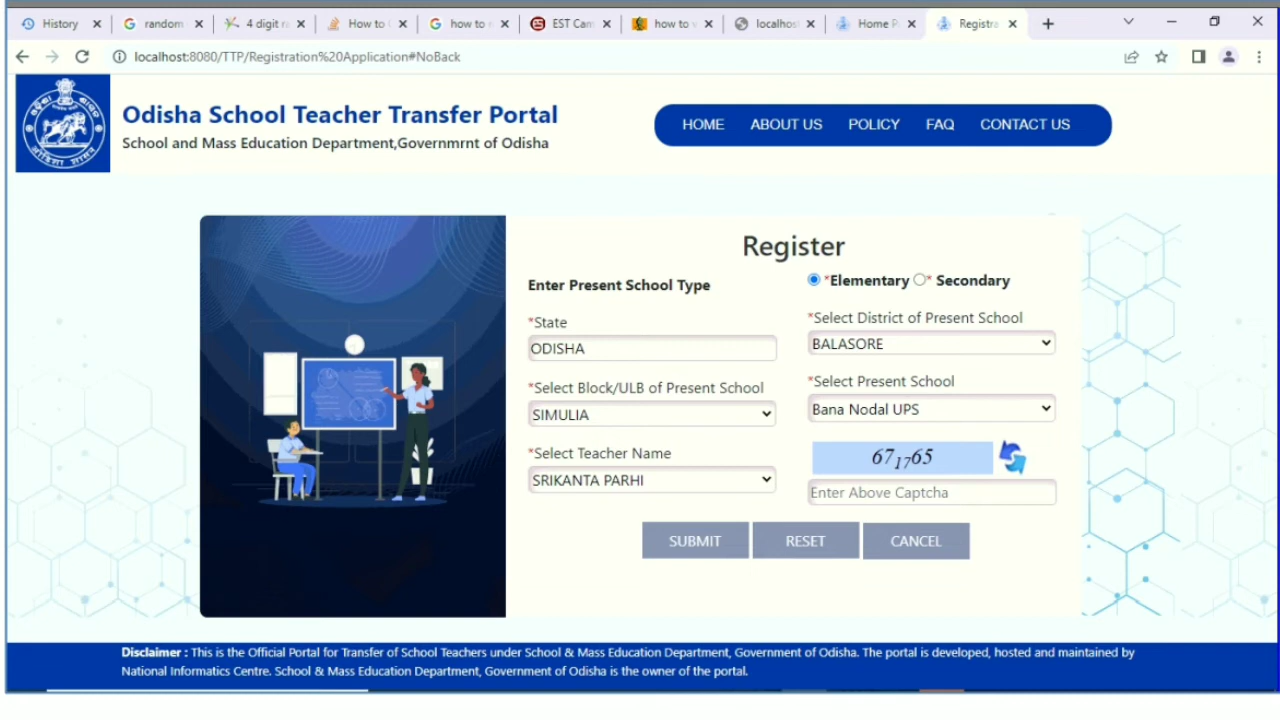 History
random
4 digit
How to
how to
EST Cam
how to v
localhos
Home P
Registra
localhost:8080/TTP/Registration%20Application#NoBack
Odisha School Teacher Transfer Portal
School and Mass Education Department,Governmrnt of Odisha
HOME ABOUT US POLICY FAQ CONTACT US
Register
Enter Present School Type
*Elementary * Secondary
*State
ODISHA
*Select District of Present School
BALASORE
*Select Block/ULB of Present School
SIMULIA
*Select Present School
Bana Nodal UPS
*Select Teacher Name
SRIKANTA PARHI
671765
Enter Above Captcha
SUBMIT RESET CANCEL
Disclaimer : This is the Official Portal for Transfer of School Teachers under School & Mass Education Department, Government of Odisha. The portal is developed, hosted and maintained by
National Informatics Centre. School & Mass Education Department, Government of Odisha is the owner of the portal.